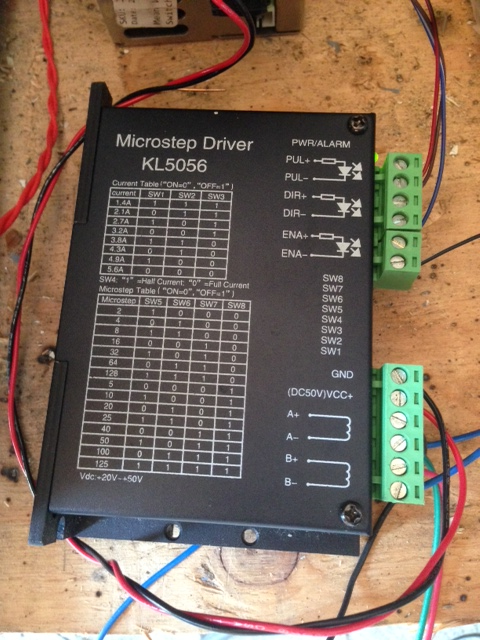 Microstep Driver
KL5056
Current Table ("ON=0", "OFF=1")
current SW1 SW2 SW3
1.4A 1 1 1
2.1A 0 1 1
2.7A 1 0 1
3.2A 0 0 1
3.8A 1 1 0
4.3A 0 1 0
4.9A 1 0 0
5.6A 0 0 0
SW4: "1" =Half Current: "0" =Full Current
Microstep Table ("ON=0", "OFF=1")
Microstep SW5 SW6 SW7 SW8
2 1 0 0 0
4 0 1 0 0
8 1 1 0 0
16 0 0 1 0
32 1 0 1 0
64 0 1 1 0
128 1 1 1 0
5 0 0 0 1
10 1 0 0 1
20 0 1 0 1
25 1 1 0 1
40 0 0 1 1
50 1 0 1 1
100 0 1 1 1
125 1 1 1 1
Vdc:+20V~+50V
PWR/ALARM
PUL+
PUL-
DIR+
DIR-
ENA+
ENA-
SW8
SW7
SW6
SW5
SW4
SW3
SW2
SW1
GND
(DC50V)VCC+
A+
A-
B+
B-